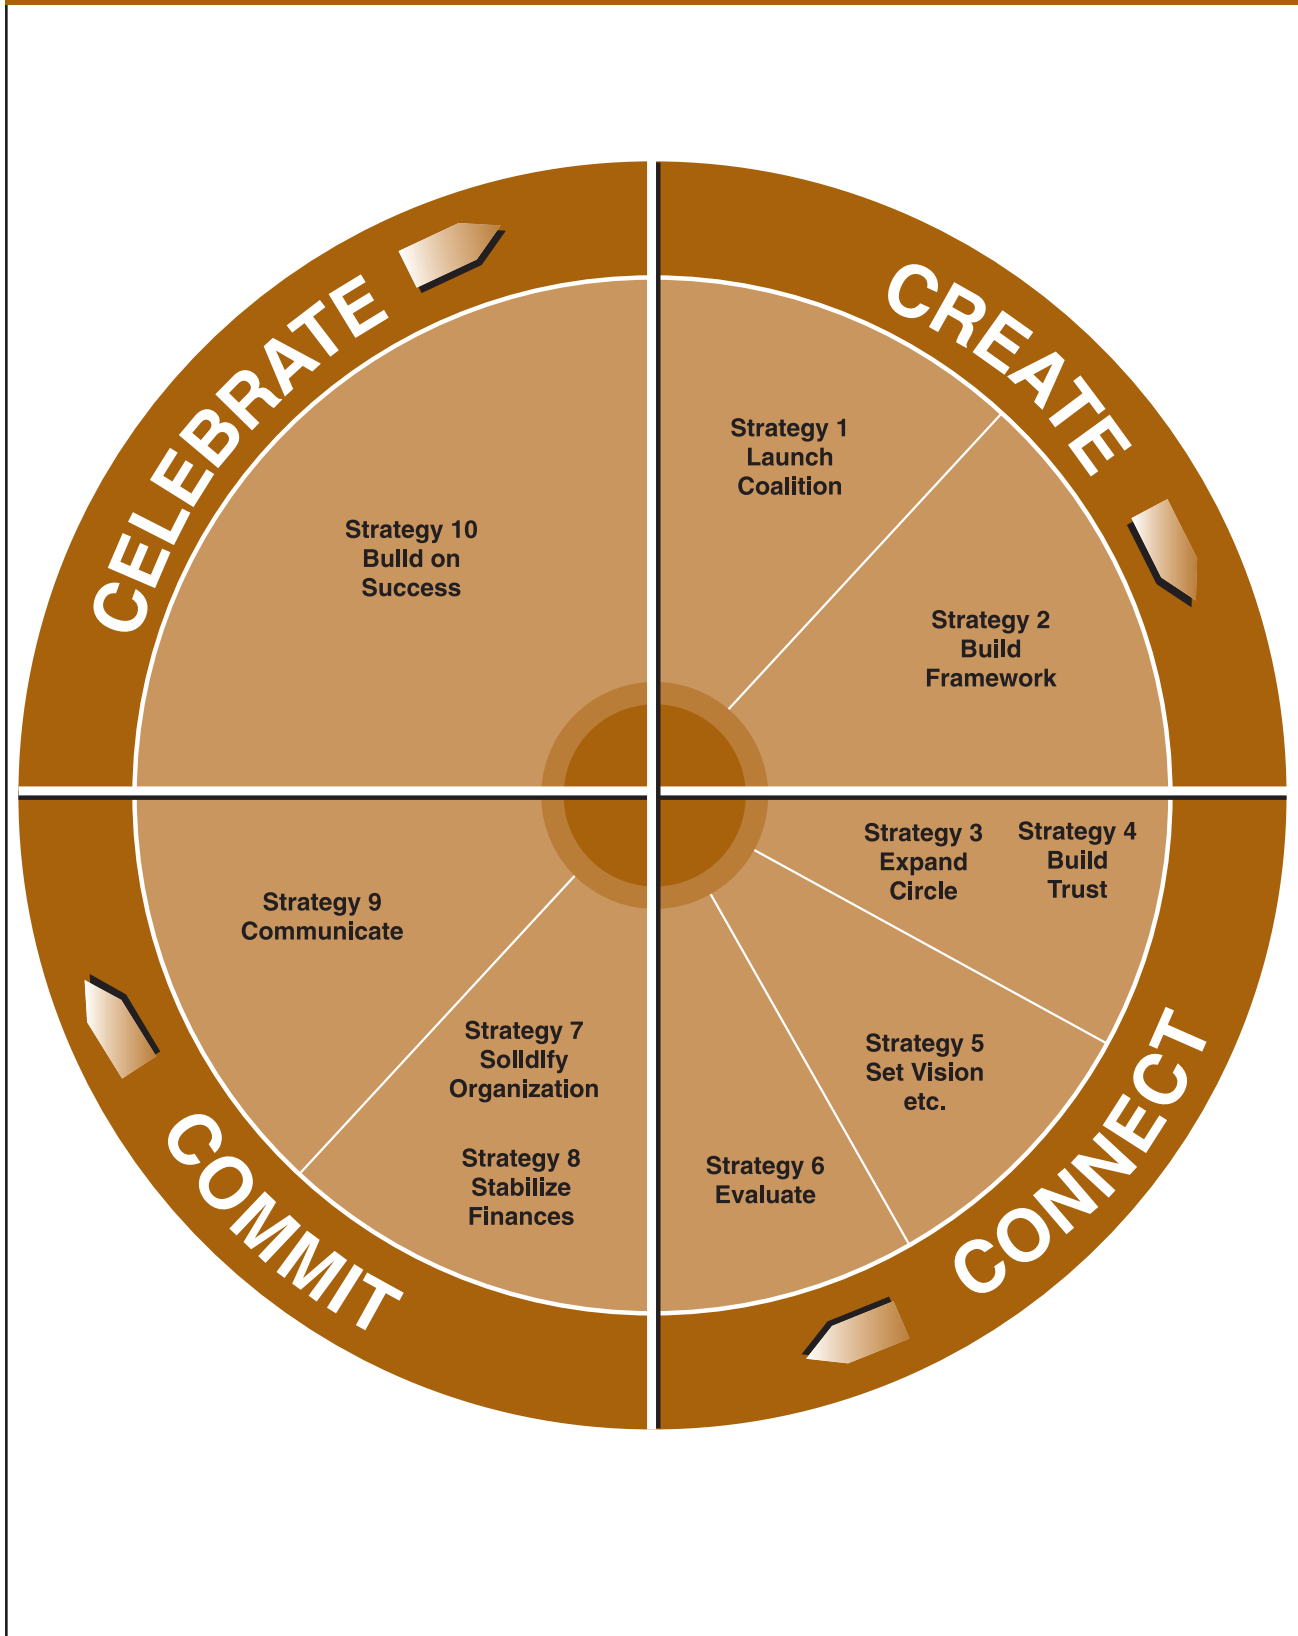 CREATE
Strategy 1
Launch
Coalition
Strategy 2
Build
Framework
CONNECT
Strategy 3
Expand
Circle
Strategy 4
Build
Trust
Strategy 5
Set Vision
etc.
Strategy 6
Evaluate
COMMIT
Strategy 7
SolIdIfy
Organization
Strategy 8
Stabilize
Finances
Strategy 9
Communicate
CELEBRATE
Strategy 10
BuIld on
Success